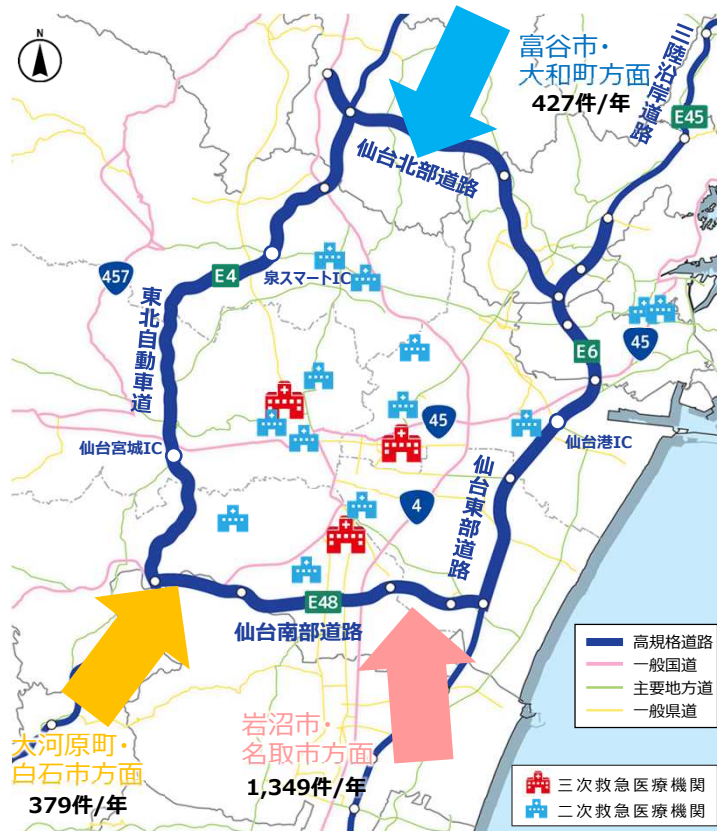 N
富谷市・
大和町方面
427件/年
三陸沿岸道路
E45
仙台北部道路
457
E4
泉スマートIC
東北自動車道
45
E6
45
仙台宮城IC
仙台港IC
仙台東部道路
4
E48
仙台南部道路
大河原町・
白石市方面
379件/年
岩沼市・
名取市方面
1,349件/年
高規格道路
一般国道
主要地方道
一般県道
三次救急医療機関
二次救急医療機関